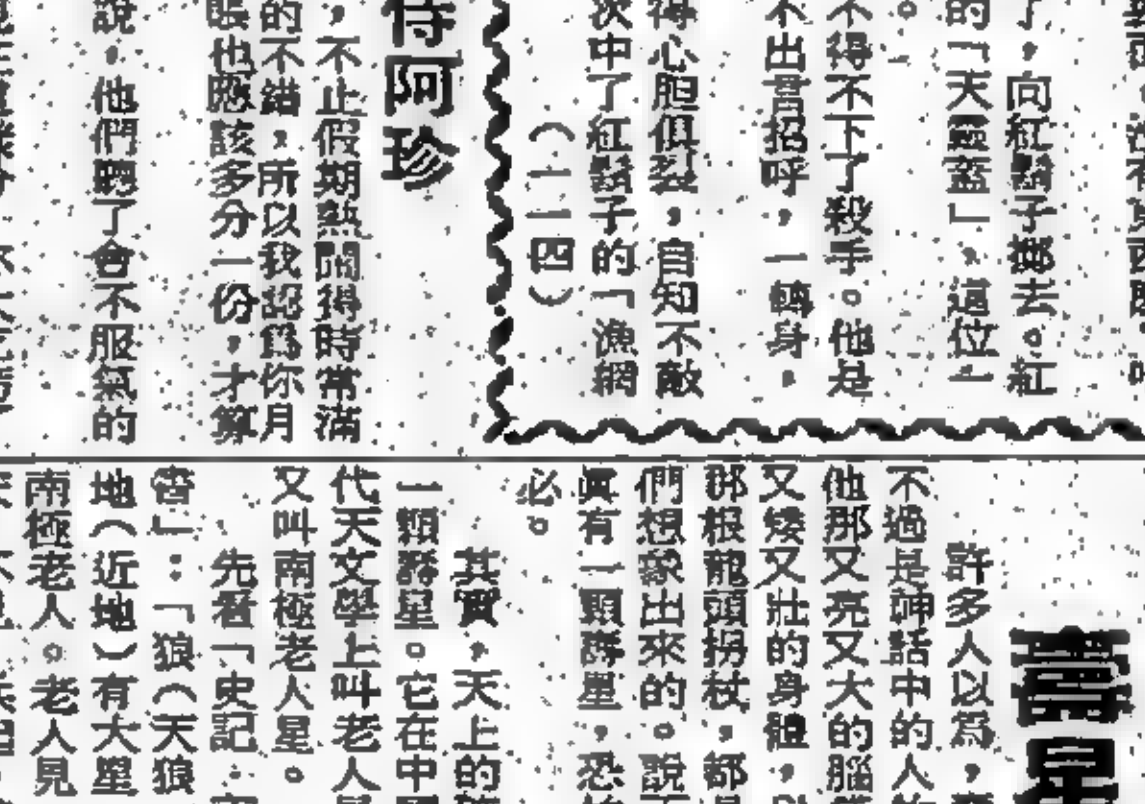 了，向紅鬍子擲去。紅
的「天靈蓋」，這位「
不得不下了殺手。他是
不出言招呼，一轉身，
得心胆俱裂，自知不敵
次中了紅鬍子的「漁網
（二一四）
侍阿珍
，不止假期熱鬧得時常滿
的不錯，所以我認爲你月
賬也應該多分一份，才算
說，他們聽了會不服氣的
壽星
許多人以爲，
不過是神話中的人
他那又亮又大的腦
又矮又壯的身體，
那根龍頭拐杖，都
們想象出來的。說
眞有一顆壽星，恐
必。
其實，天上的
一顆壽星。它在中
代天文學上叫老人
又叫南極老人星。
先看「史記
書」：「狼（天狼
地（近地）有大星
南極老人。老人見